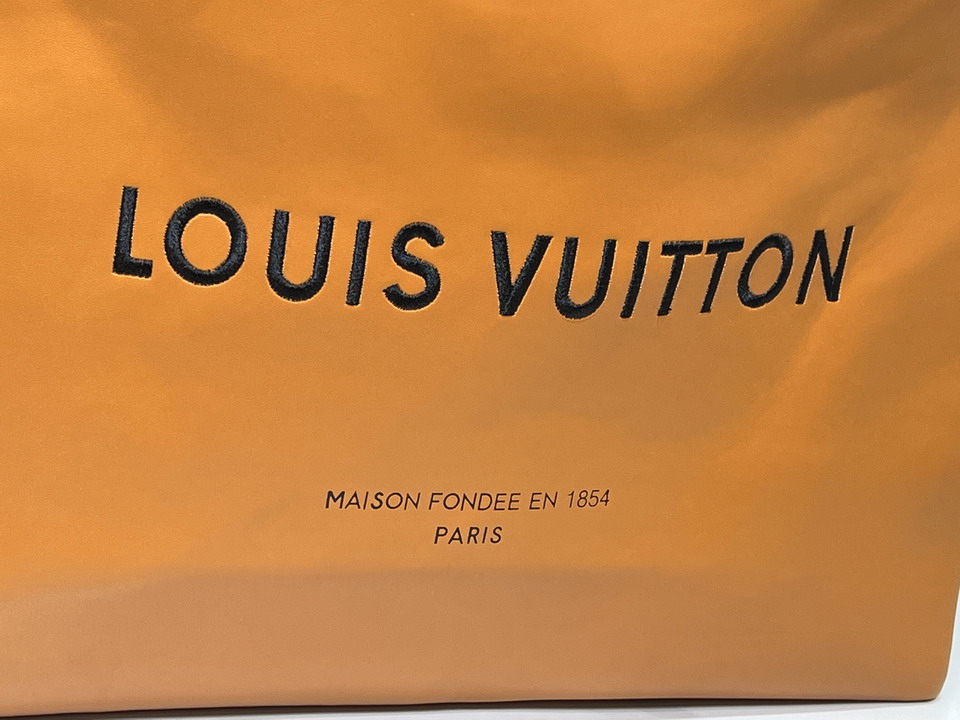 LOUIS VUITTON
MAISON FONDEE EN 1854
PARIS